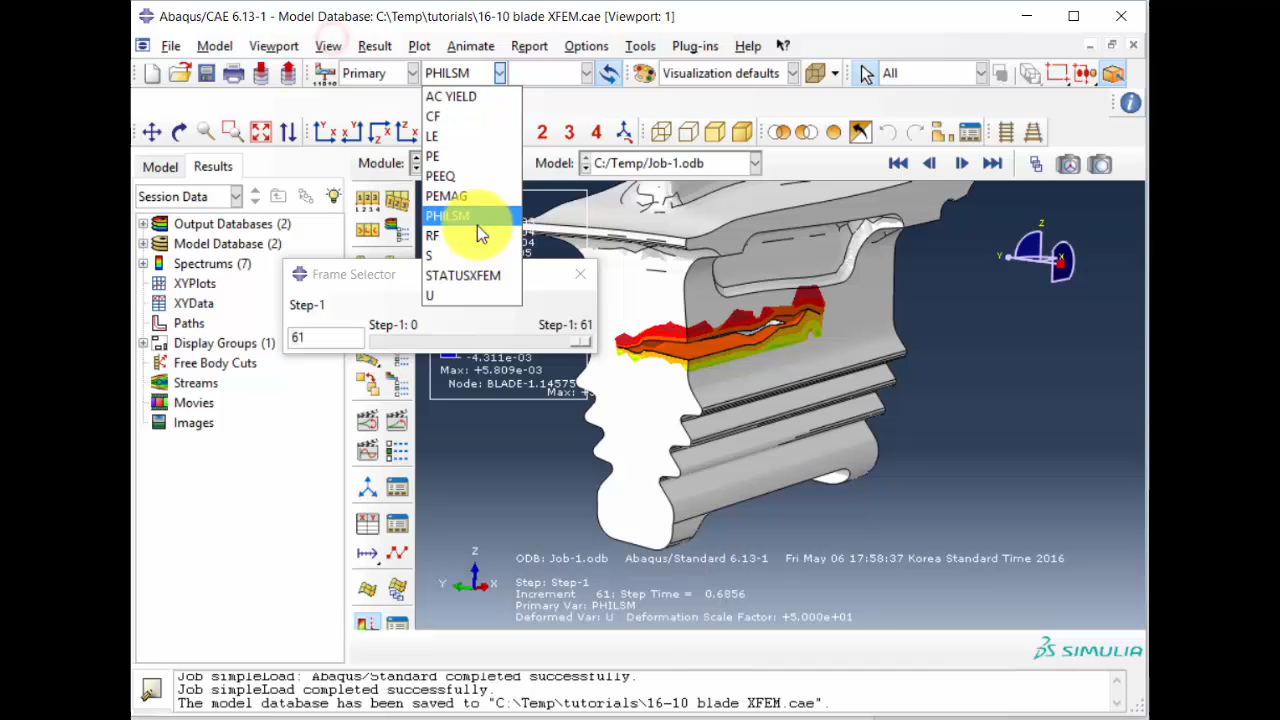 Abaqus/CAE 6.13-1 - Model Database: C:\Temp\tutorials\16-10 blade XFEM.cae [Viewport: 1]
File Model Viewport View Result Plot Animate Report Options Tools Plug-ins Help
Primary PHILSM Visualization defaults All
AC YIELD
CF
LE
PE
PEEQ
PEMAG
PHILSM
RF
S
STATUSXFEM
U
2 3 4
Model Results
Module: Model: C:/Temp/Job-1.odb
Session Data
Output Databases (2)
Model Database (2)
Spectrums (7)
XYPlots
XYData
Paths
Display Groups (1)
Free Body Cuts
Streams
Movies
Images
Frame Selector
Step-1
Step-1: 0 Step-1: 61
61
-4.311e-03
Max: +5.809e-03
Node: BLADE-1.14575
Max: +5
Z
Y X
Z
Y X
ODB: Job-1.odb Abaqus/Standard 6.13-1 Fri May 06 17:58:37 Korea Standard Time 2016
Step: Step-1
Increment 61: Step Time = 0.6856
Primary Var: PHILSM
Deformed Var: U Deformation Scale Factor: +5.000e+01
SIMULIA
Job simpleLoad: Abaqus/Standard completed successfully.
Job simpleLoad completed successfully.
The model database has been saved to "C:\Temp\tutorials\16-10 blade XFEM.cae".